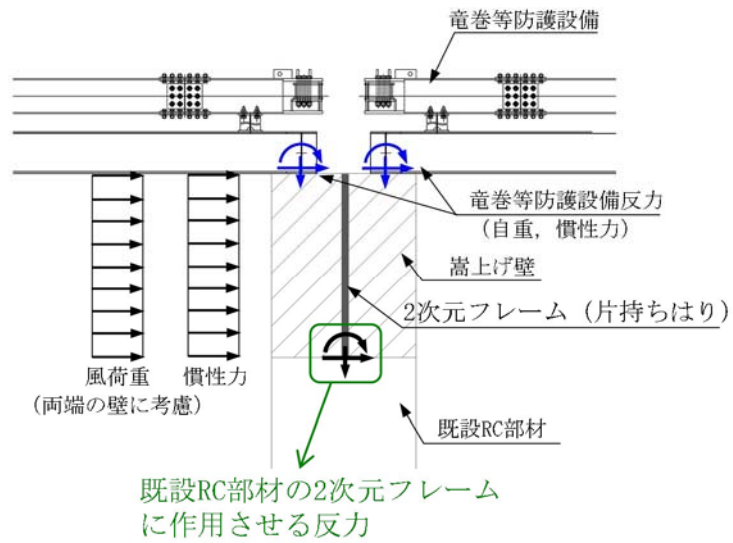 竜巻等防護設備
竜巻等防護設備反力
(自重，慣性力)
嵩上げ壁
2次元フレーム（片持ちはり）
風荷重
慣性力
(両端の壁に考慮)
既設RC部材
既設RC部材の2次元フレーム
に作用させる反力